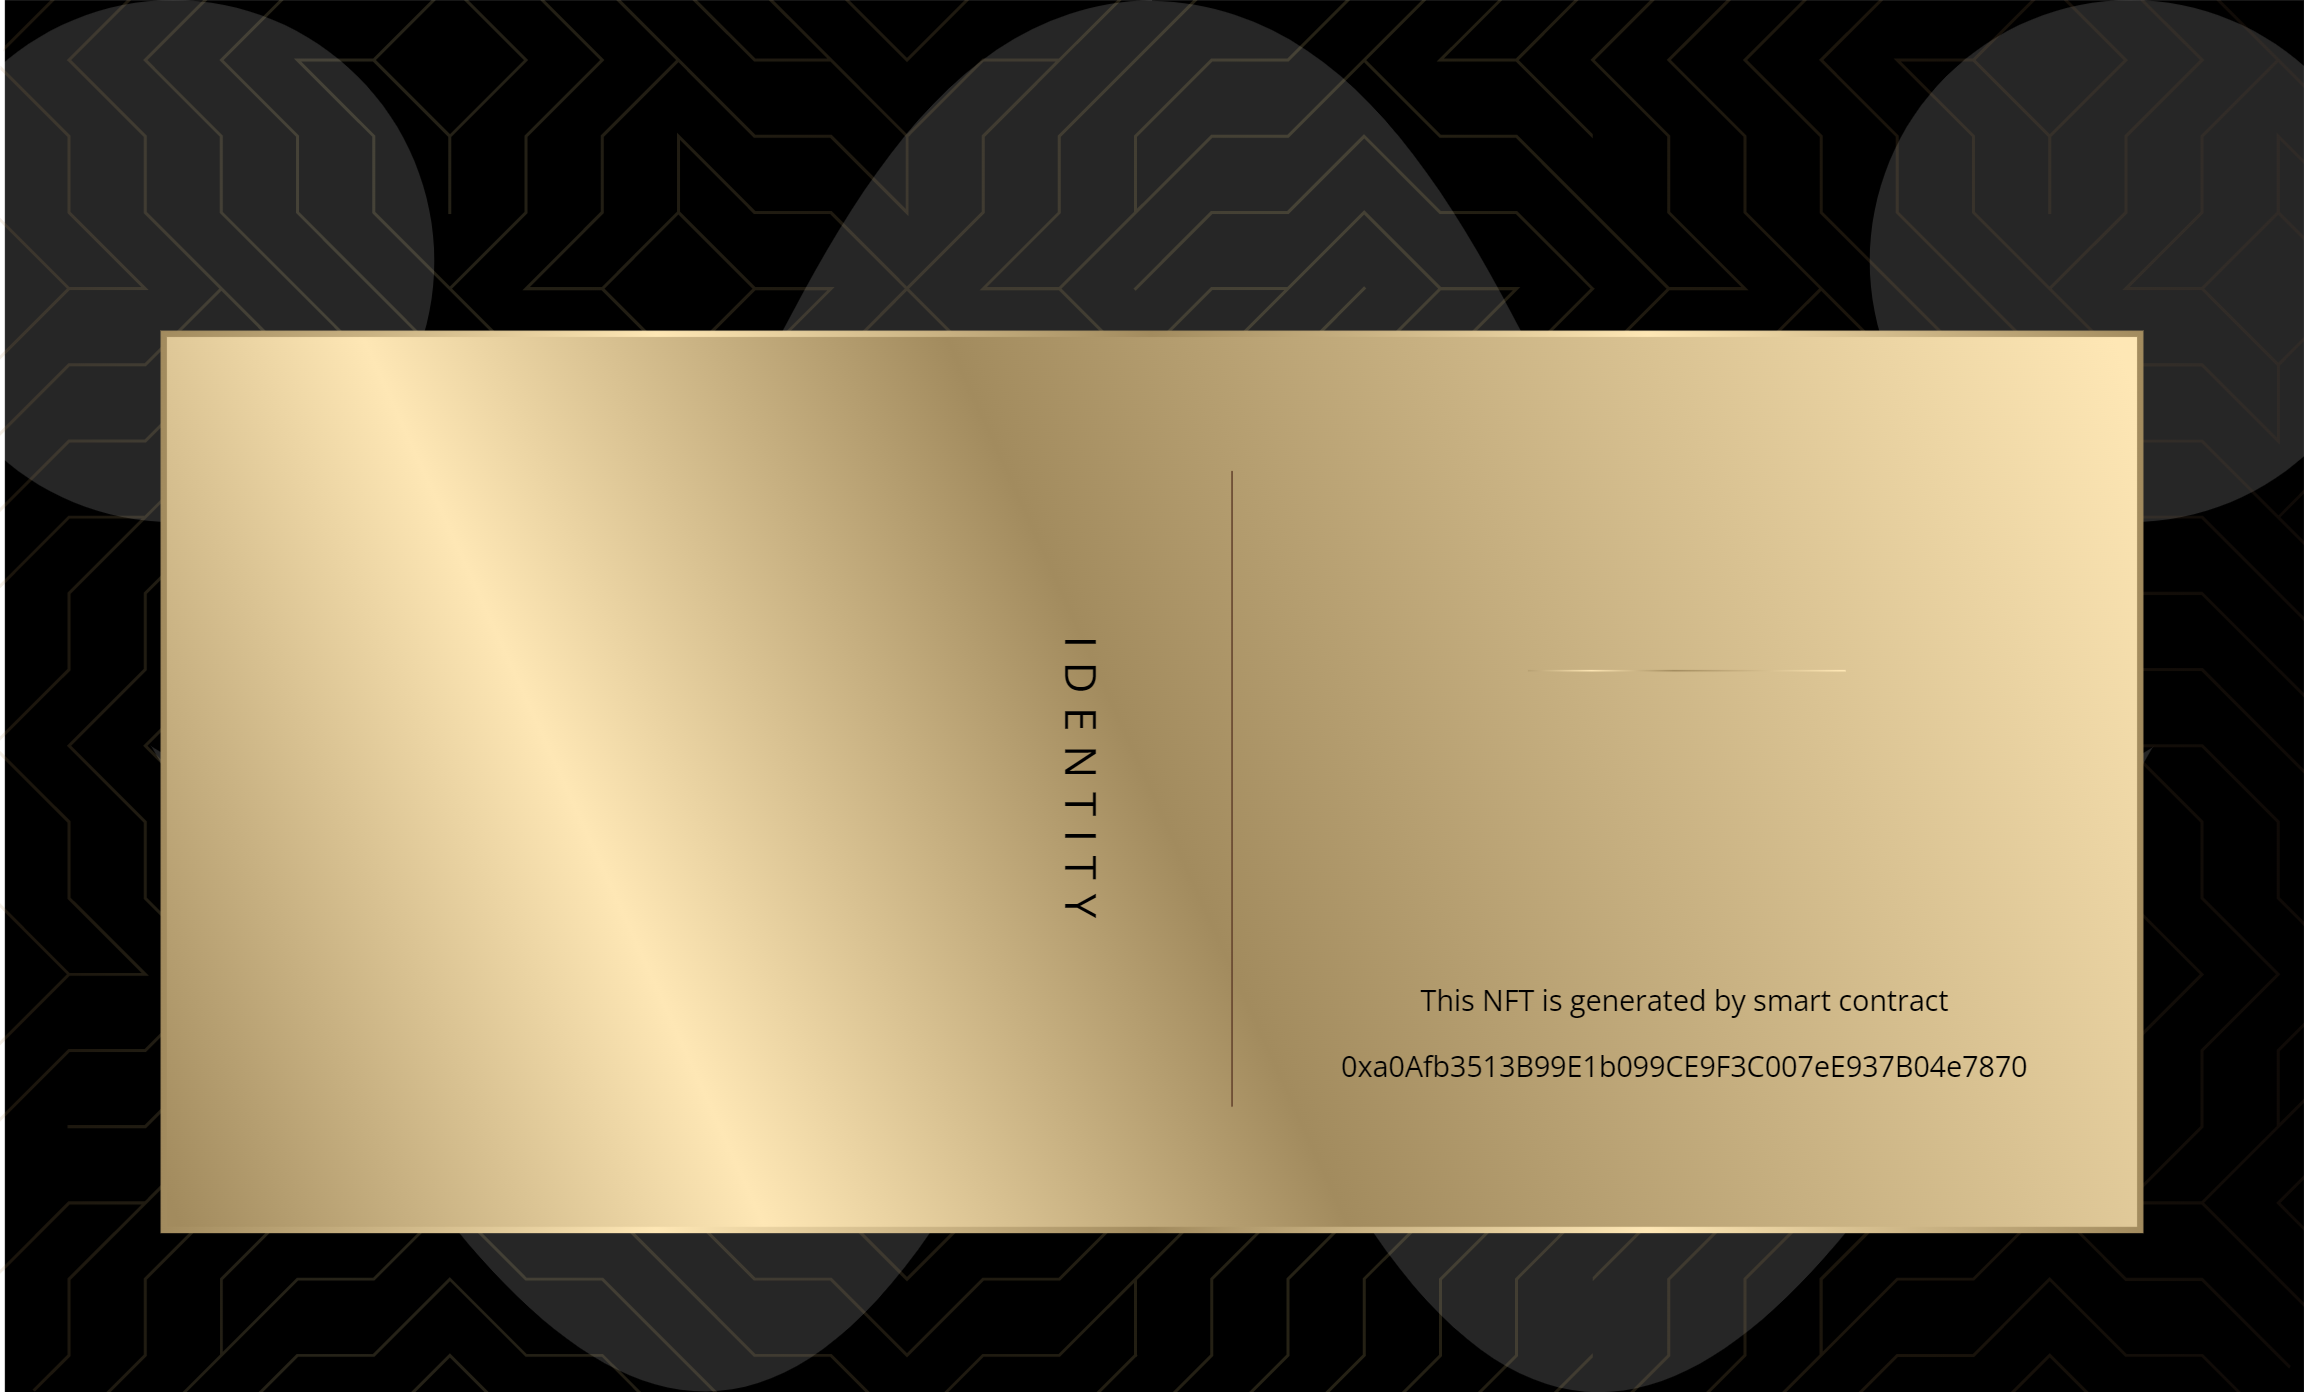 IDENTITY
This NFT is generated by smart contract
0xa0Afb3513B99E1b099CE9F3C007eE937B04e7870